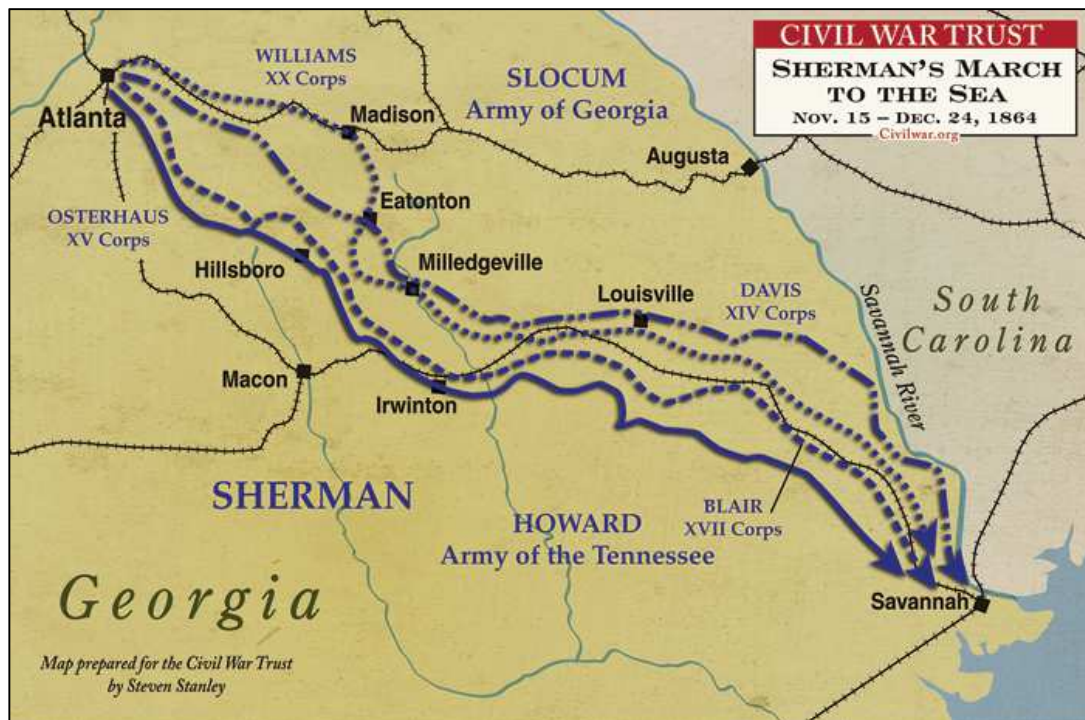 CIVIL WAR TRUST
SHERMAN'S MARCH
TO THE SEA
NOV. 15 – DEC. 24, 1864
Civilwar.org
WILLIAMS
XX Corps
SLOCUM
Army of Georgia
Atlanta
Madison
Augusta
OSTERHAUS
XV Corps
Eatonton
Hillsboro
Milledgeville
Louisville
DAVIS
XIV Corps
Savannah River
South
Carolina
Macon
Irwinton
SHERMAN
HOWARD
Army of the Tennessee
BLAIR
XVII Corps
Georgia
Savannah
Map prepared for the Civil War Trust
by Steven Stanley